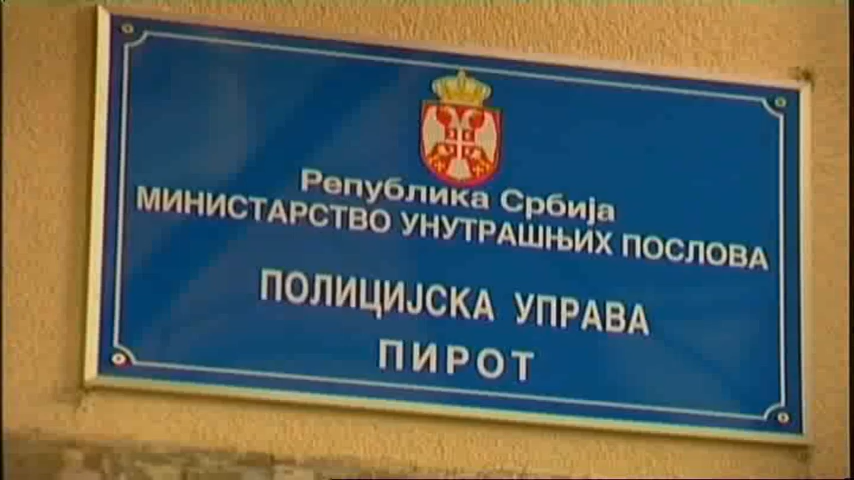 Република Србија
МИНИСТАРСТВО УНУТРАШЊИХ ПОСЛОВА
ПОЛИЦИЈСКА УПРАВА
ПИРОТ